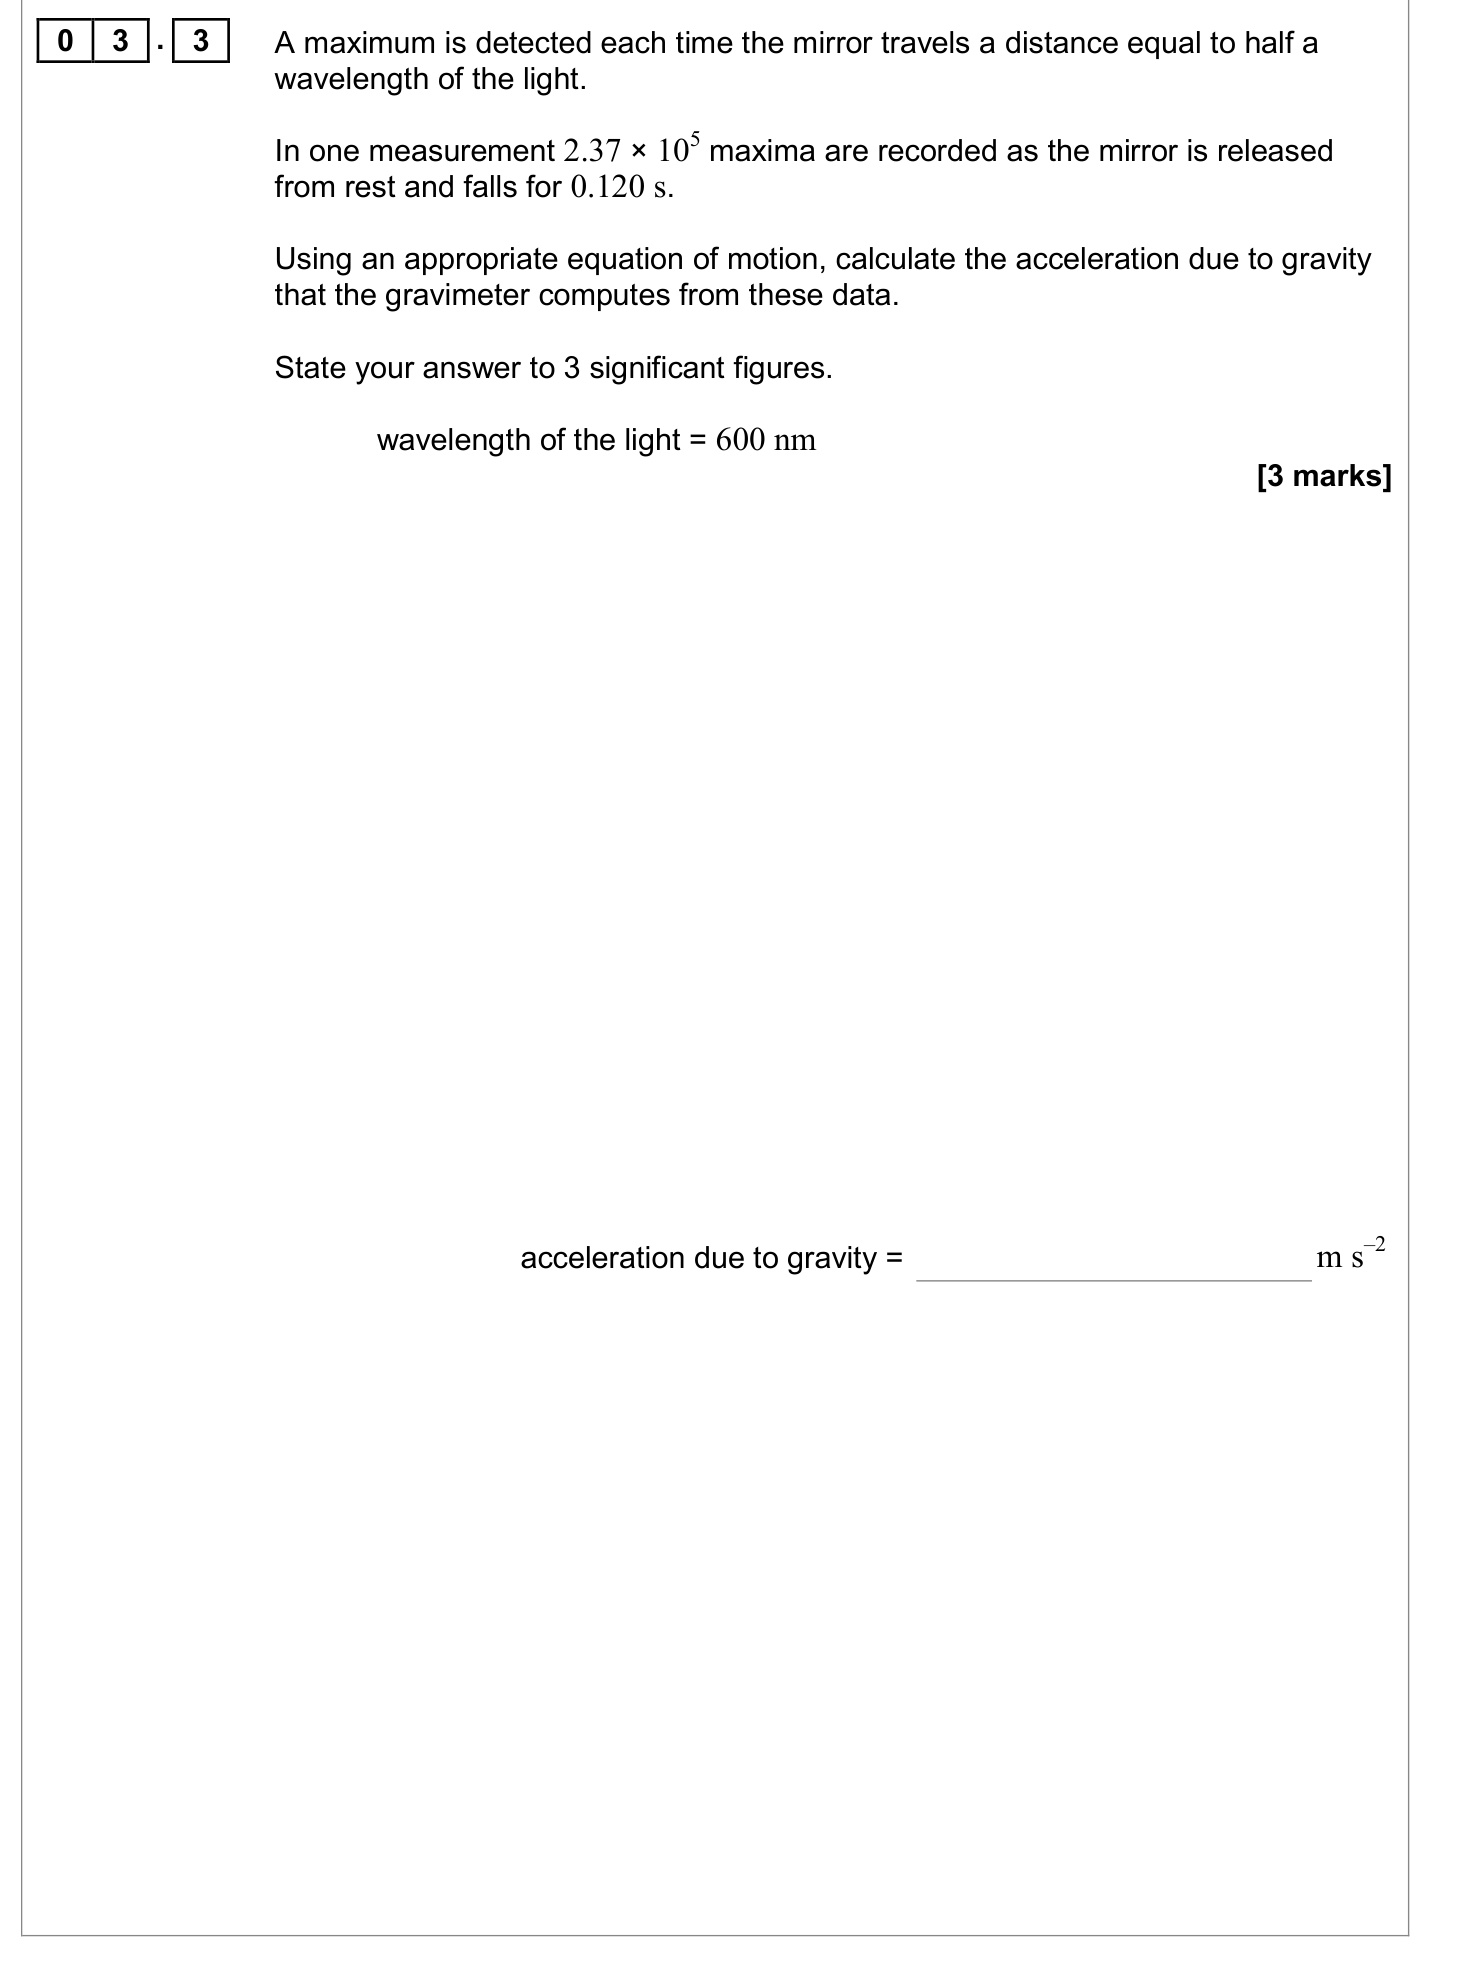 0 3 . 3 A maximum is detected each time the mirror travels a distance equal to half a
wavelength of the light.
In one measurement 2.37 × 10⁵ maxima are recorded as the mirror is released
from rest and falls for 0.120 s.
Using an appropriate equation of motion, calculate the acceleration due to gravity
that the gravimeter computes from these data.
State your answer to 3 significant figures.
wavelength of the light = 600 nm
[3 marks]
acceleration due to gravity = m s⁻²